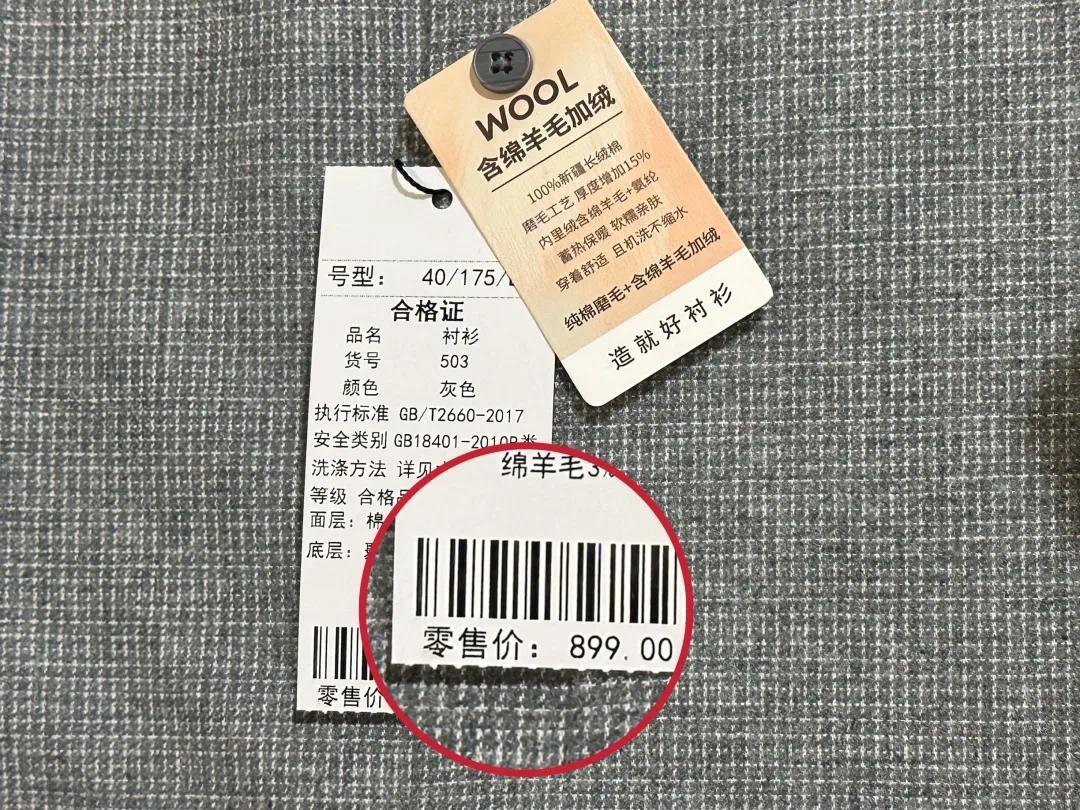 WOOL
含绵羊毛加绒
100%新疆长绒棉
磨毛工艺 厚度增加15%
内里绒含绵羊毛+氨纶
蓄热保暖 软糯亲肤
穿着舒适 且机洗不缩水
纯棉磨毛+含绵羊毛加绒
造就好衬衫
号型： 40/175/
合格证
品名 衬衫
货号 503
颜色 灰色
执行标准 GB/T2660-2017
安全类别 GB18401-2010B类
洗涤方法 详见
等级 合格品
面层：棉
底层：
零售价
绵羊毛3%
零售价： 899.00